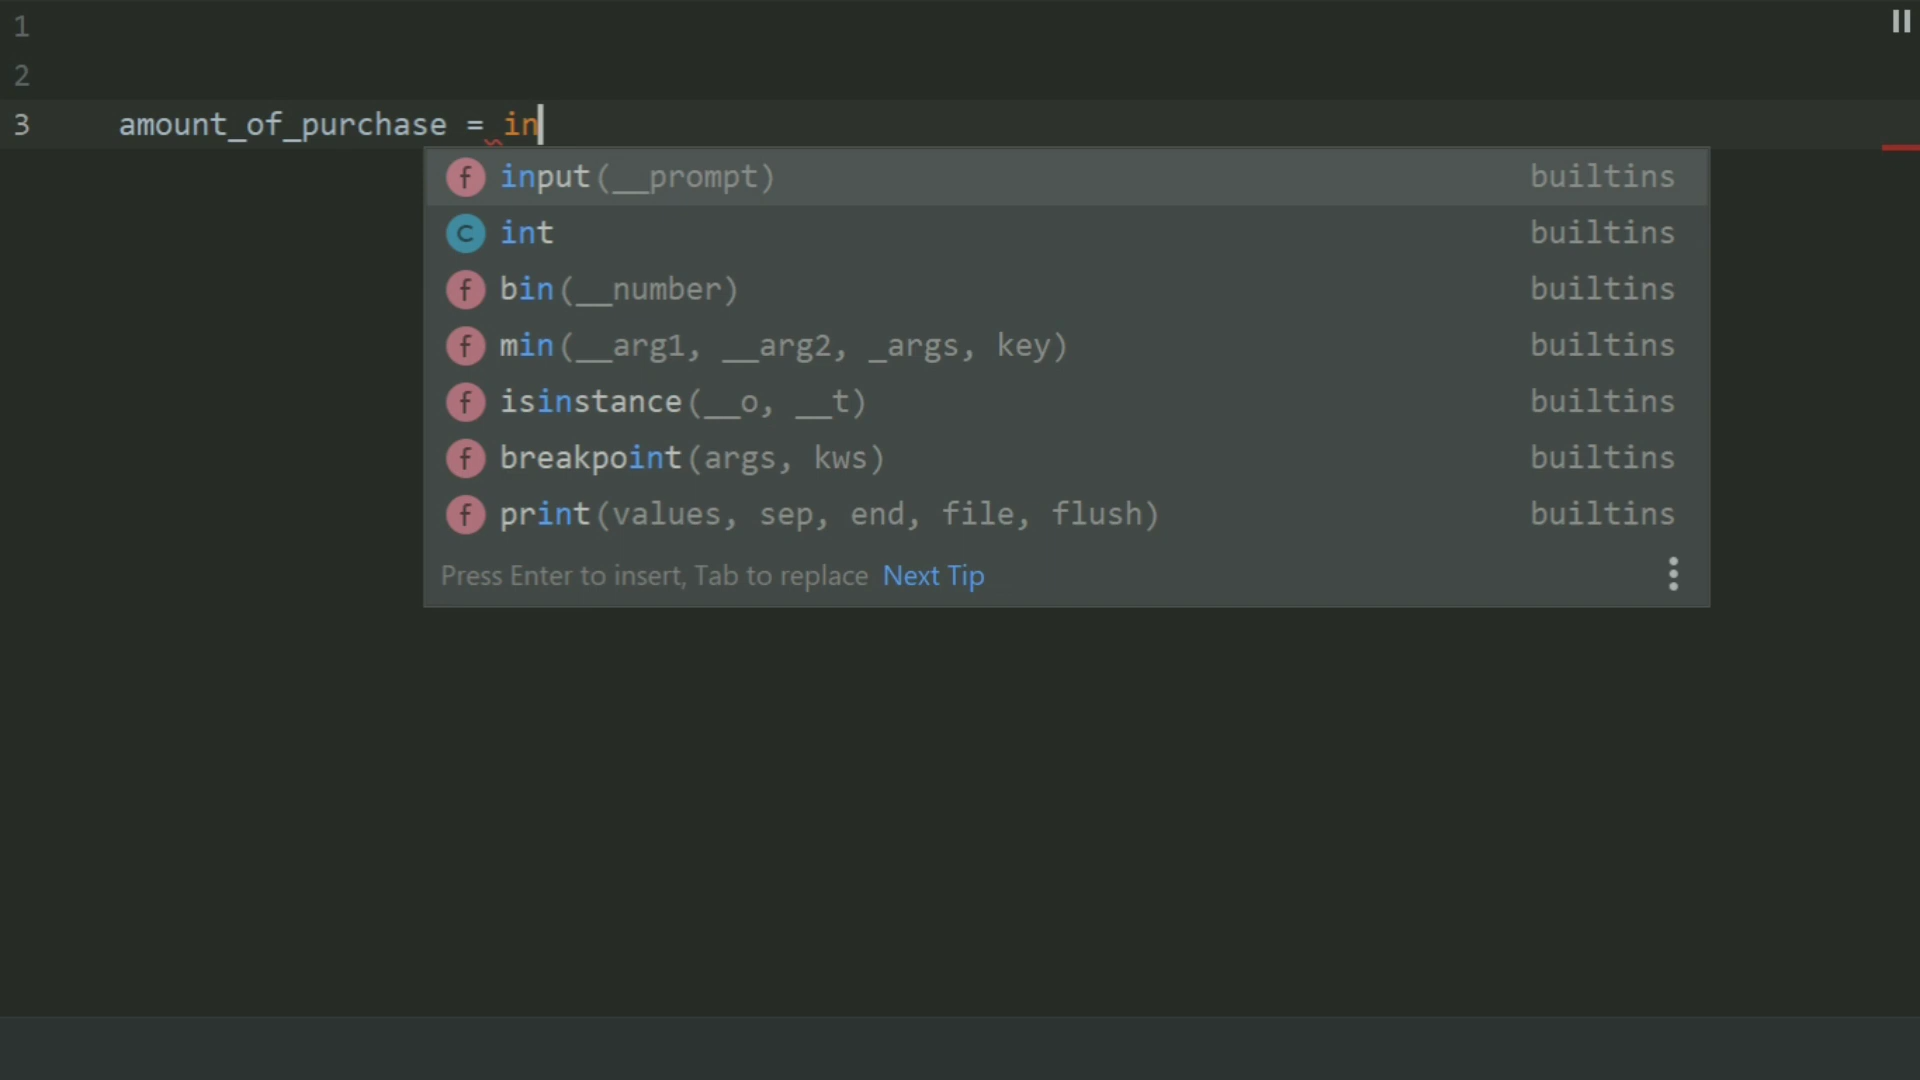 1
2
3 amount_of_purchase = in
f input(__prompt) builtins
C int builtins
f bin(__number) builtins
f min(__arg1, __arg2, _args, key) builtins
f isinstance(__o, __t) builtins
f breakpoint(args, kws) builtins
f print(values, sep, end, file, flush) builtins
Press Enter to insert, Tab to replace Next Tip